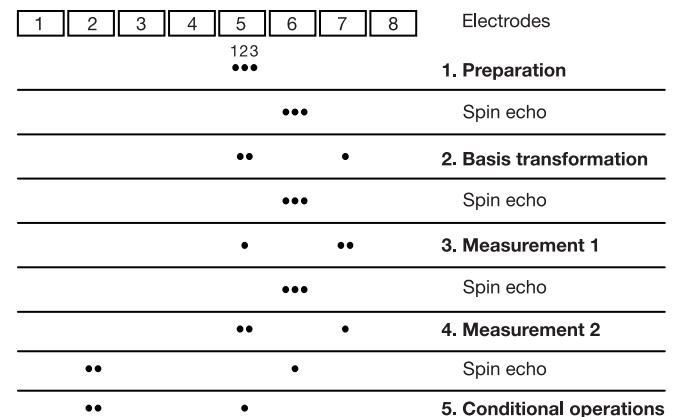 1 2 3 4 5 6 7 8 Electrodes
123
1. Preparation
Spin echo
2. Basis transformation
Spin echo
3. Measurement 1
Spin echo
4. Measurement 2
Spin echo
5. Conditional operations